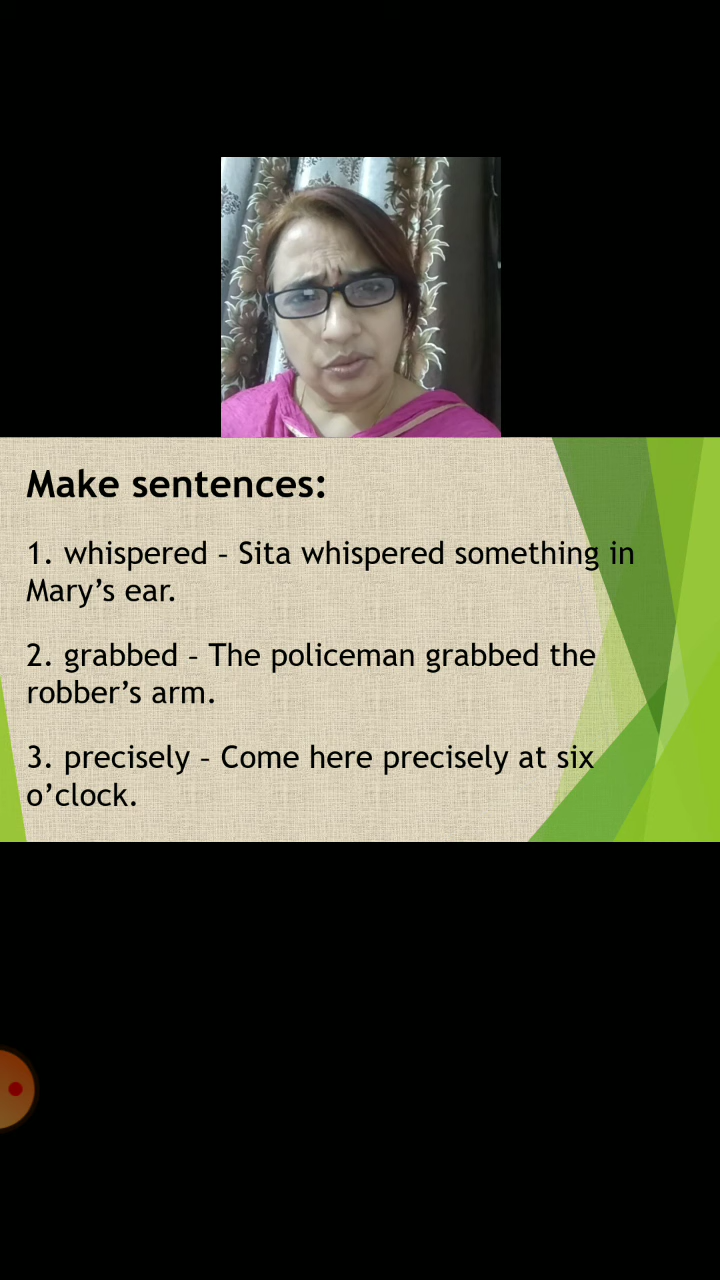 Make sentences:
1. whispered – Sita whispered something in
Mary’s ear.
2. grabbed – The policeman grabbed the
robber’s arm.
3. precisely – Come here precisely at six
o’clock.